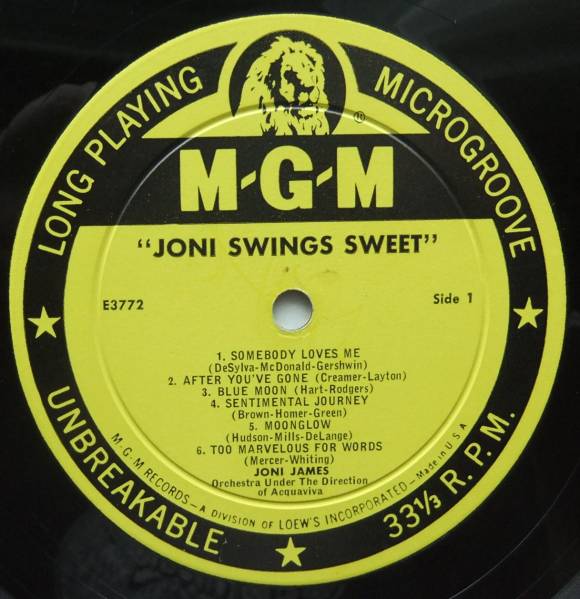 LONG PLAYING
MICROGROOVE
®
M-G-M
"JONI SWINGS SWEET"
E3772
Side 1
1. SOMEBODY LOVES ME
(DeSylva-McDonald-Gershwin)
2. AFTER YOU'VE GONE (Creamer-Layton)
3. BLUE MOON (Hart-Rodgers)
4. SENTIMENTAL JOURNEY
(Brown-Homer-Green)
5. MOONGLOW
(Hudson-Mills-DeLange)
6. TOO MARVELOUS FOR WORDS
(Mercer-Whiting)
JONI JAMES
Orchestra Under The Direction
of Acquaviva
M-G-M RECORDS—A DIVISION OF LOEW'S INCORPORATED—Made in U S A
UNBREAKABLE
33⅓ R. P. M.